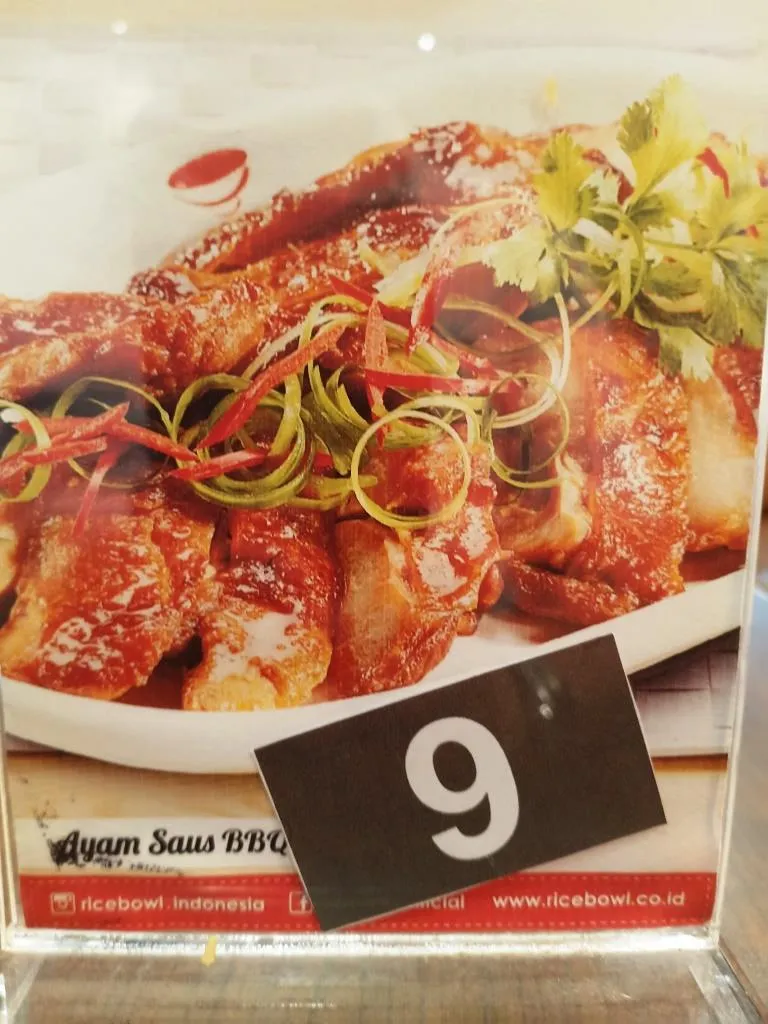 9
Ayam Saus BBQ
ricebowl.indonesia
www.ricebowl.co.id